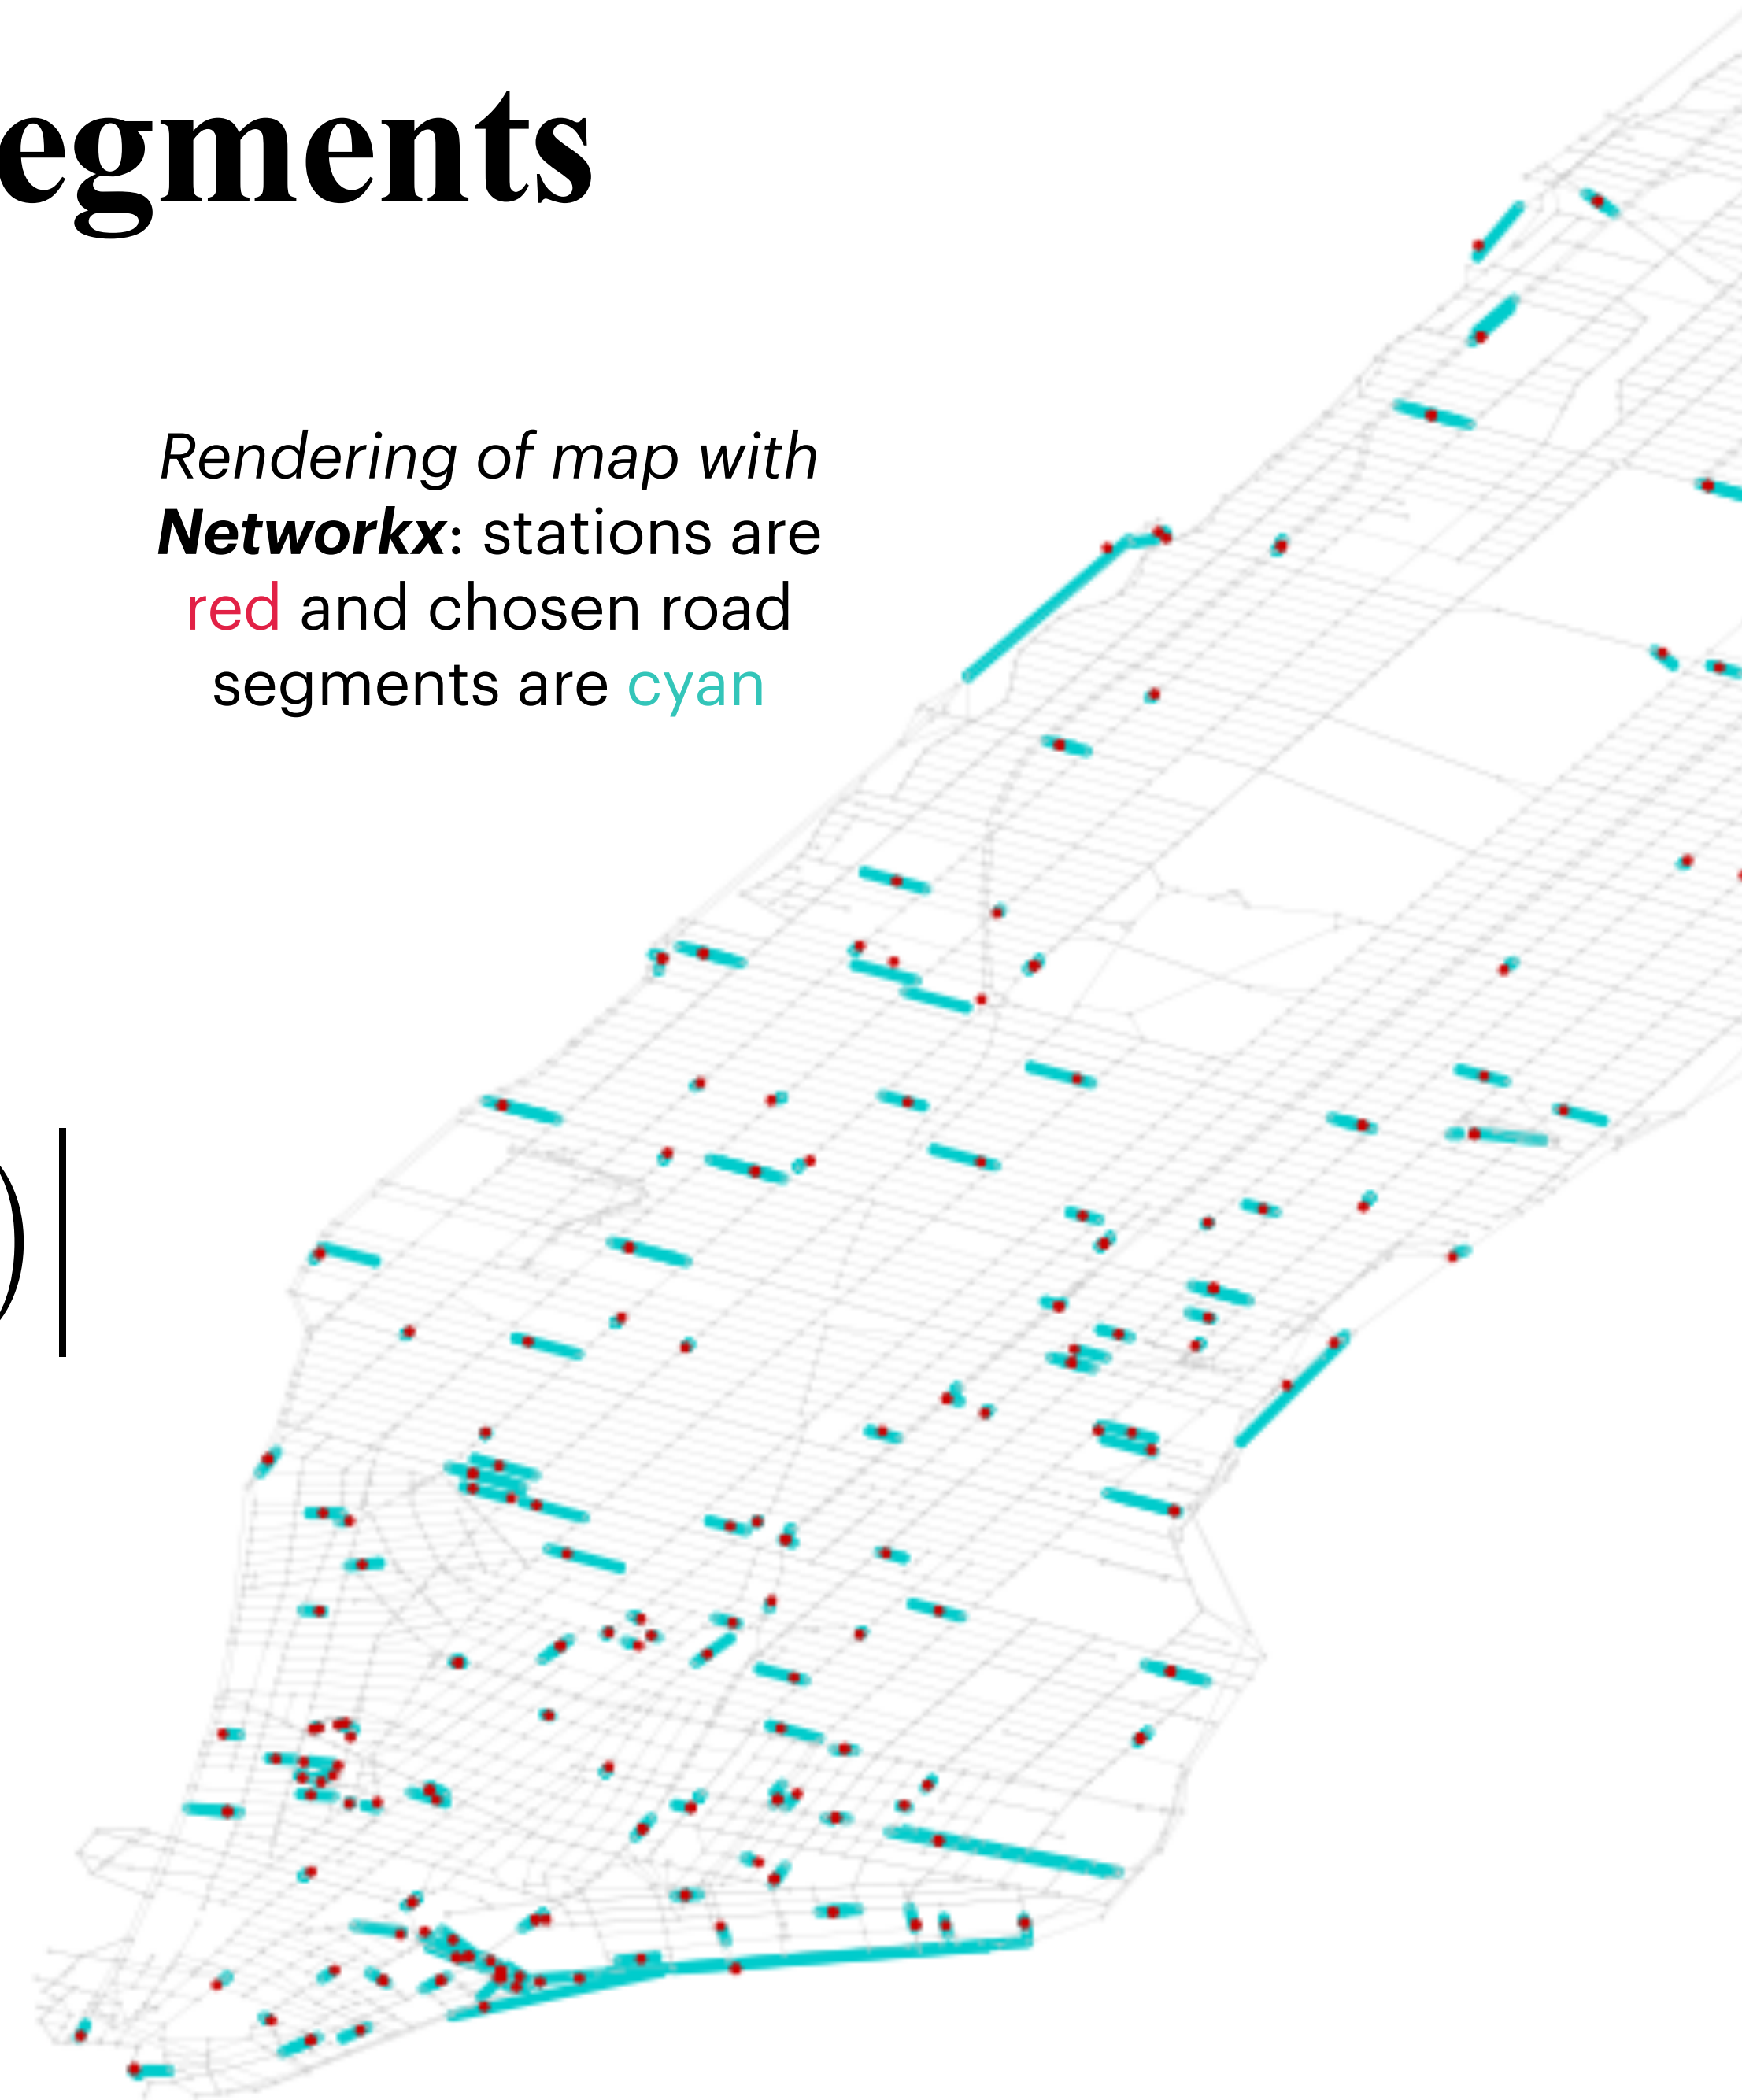 egments
Rendering of map with
Networkx: stations are
red and chosen road
segments are cyan
)|